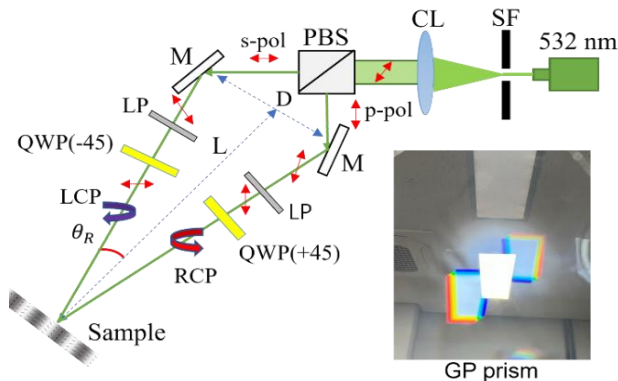 SF
CL
PBS
532 nm
s-pol
M
D
p-pol
LP
L
M
QWP(-45)
LP
LCP
QWP(+45)
θR
RCP
Sample
GP prism